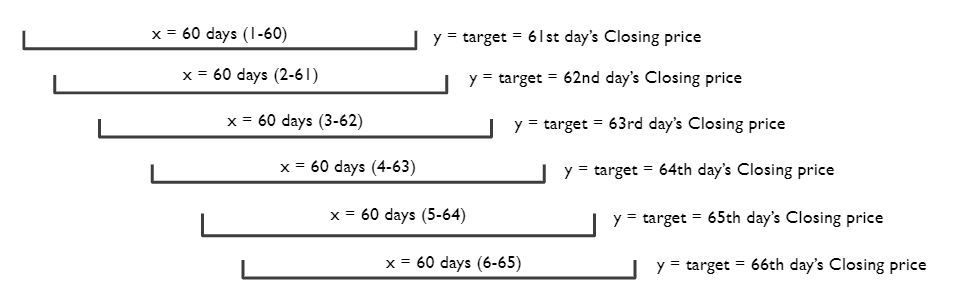 x = 60 days (1-60) y = target = 61st day's Closing price
x = 60 days (2-61) y = target = 62nd day's Closing price
x = 60 days (3-62) y = target = 63rd day's Closing price
x = 60 days (4-63) y = target = 64th day's Closing price
x = 60 days (5-64) y = target = 65th day's Closing price
x = 60 days (6-65) y = target = 66th day's Closing price